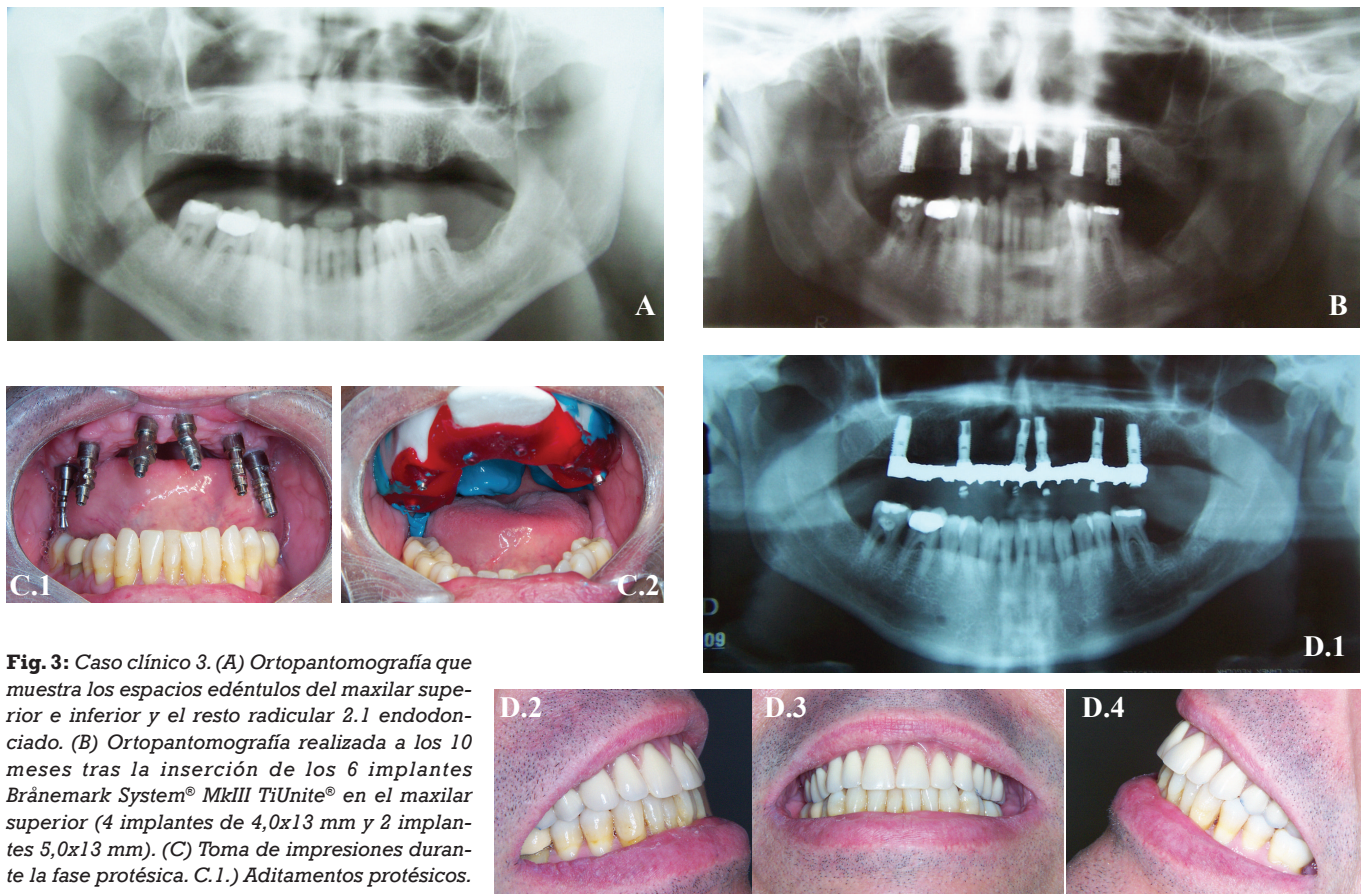 A
B
C.1
C.2
D
09
D.1
Fig. 3: Caso clínico 3. (A) Ortopantomografía que
muestra los espacios edéntulos del maxilar supe-
rior e inferior y el resto radicular 2.1 endodon-
ciado. (B) Ortopantomografía realizada a los 10
meses tras la inserción de los 6 implantes
Brånemark System® MkIII TiUnite® en el maxilar
superior (4 implantes de 4,0x13 mm y 2 implan-
tes 5,0x13 mm). (C) Toma de impresiones duran-
te la fase protésica. C.1.) Aditamentos protésicos.
D.2
D.3
D.4